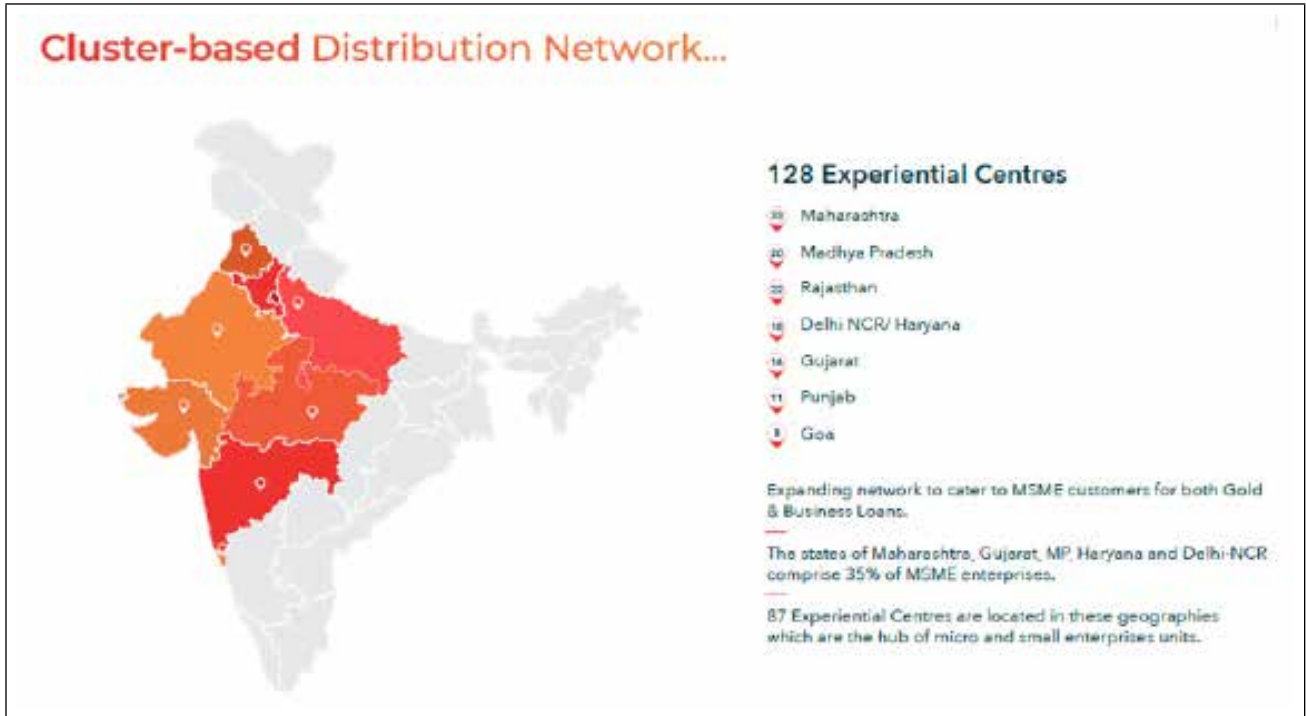 Cluster-based Distribution Network...
128 Experiential Centres
Maharashtra
20 Madhya Pradesh
22 Rajasthan
18 Delhi NCR/ Haryana
Gujarat
11 Punjab
Goa
Expanding network to cater to MSME customers for both Gold
& Business Loans.
The states of Maharashtra, Gujarat, MP, Haryana and Delhi-NCR
comprise 35% of MSME enterprises.
87 Experiential Centres are located in these geographies
which are the hub of micro and small enterprises units.